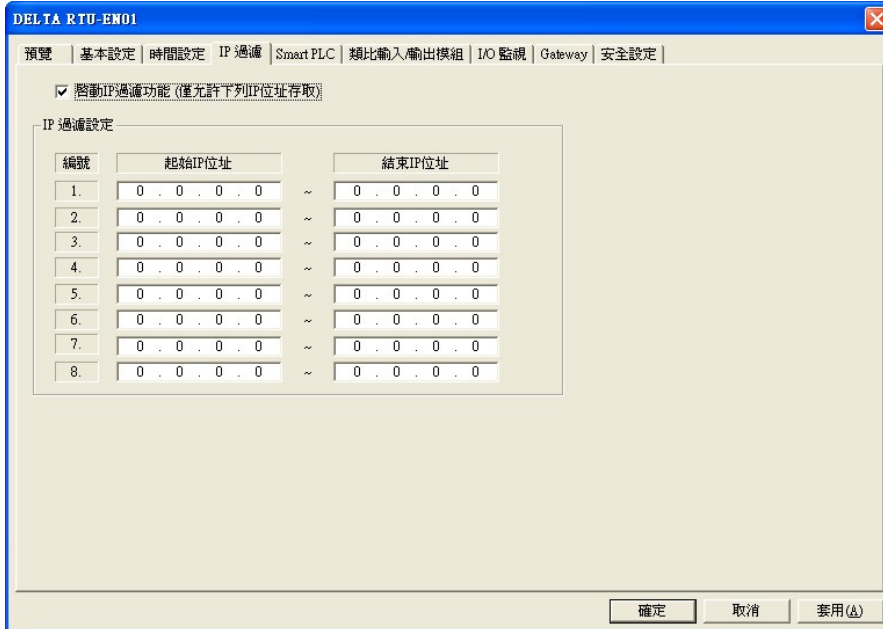 DELTA RTU-EN01
預覽 基本設定 時間設定 IP 過濾 Smart PLC 類比輸入/輸出模組 I/O 監視 Gateway 安全設定
啓動IP過濾功能 (僅允許下列IP位址存取)
IP 過濾設定
編號 起始IP位址 結束IP位址
1. 0 . 0 . 0 . 0 ~ 0 . 0 . 0 . 0
2. 0 . 0 . 0 . 0 ~ 0 . 0 . 0 . 0
3. 0 . 0 . 0 . 0 ~ 0 . 0 . 0 . 0
4. 0 . 0 . 0 . 0 ~ 0 . 0 . 0 . 0
5. 0 . 0 . 0 . 0 ~ 0 . 0 . 0 . 0
6. 0 . 0 . 0 . 0 ~ 0 . 0 . 0 . 0
7. 0 . 0 . 0 . 0 ~ 0 . 0 . 0 . 0
8. 0 . 0 . 0 . 0 ~ 0 . 0 . 0 . 0
確定 取消 套用(A)